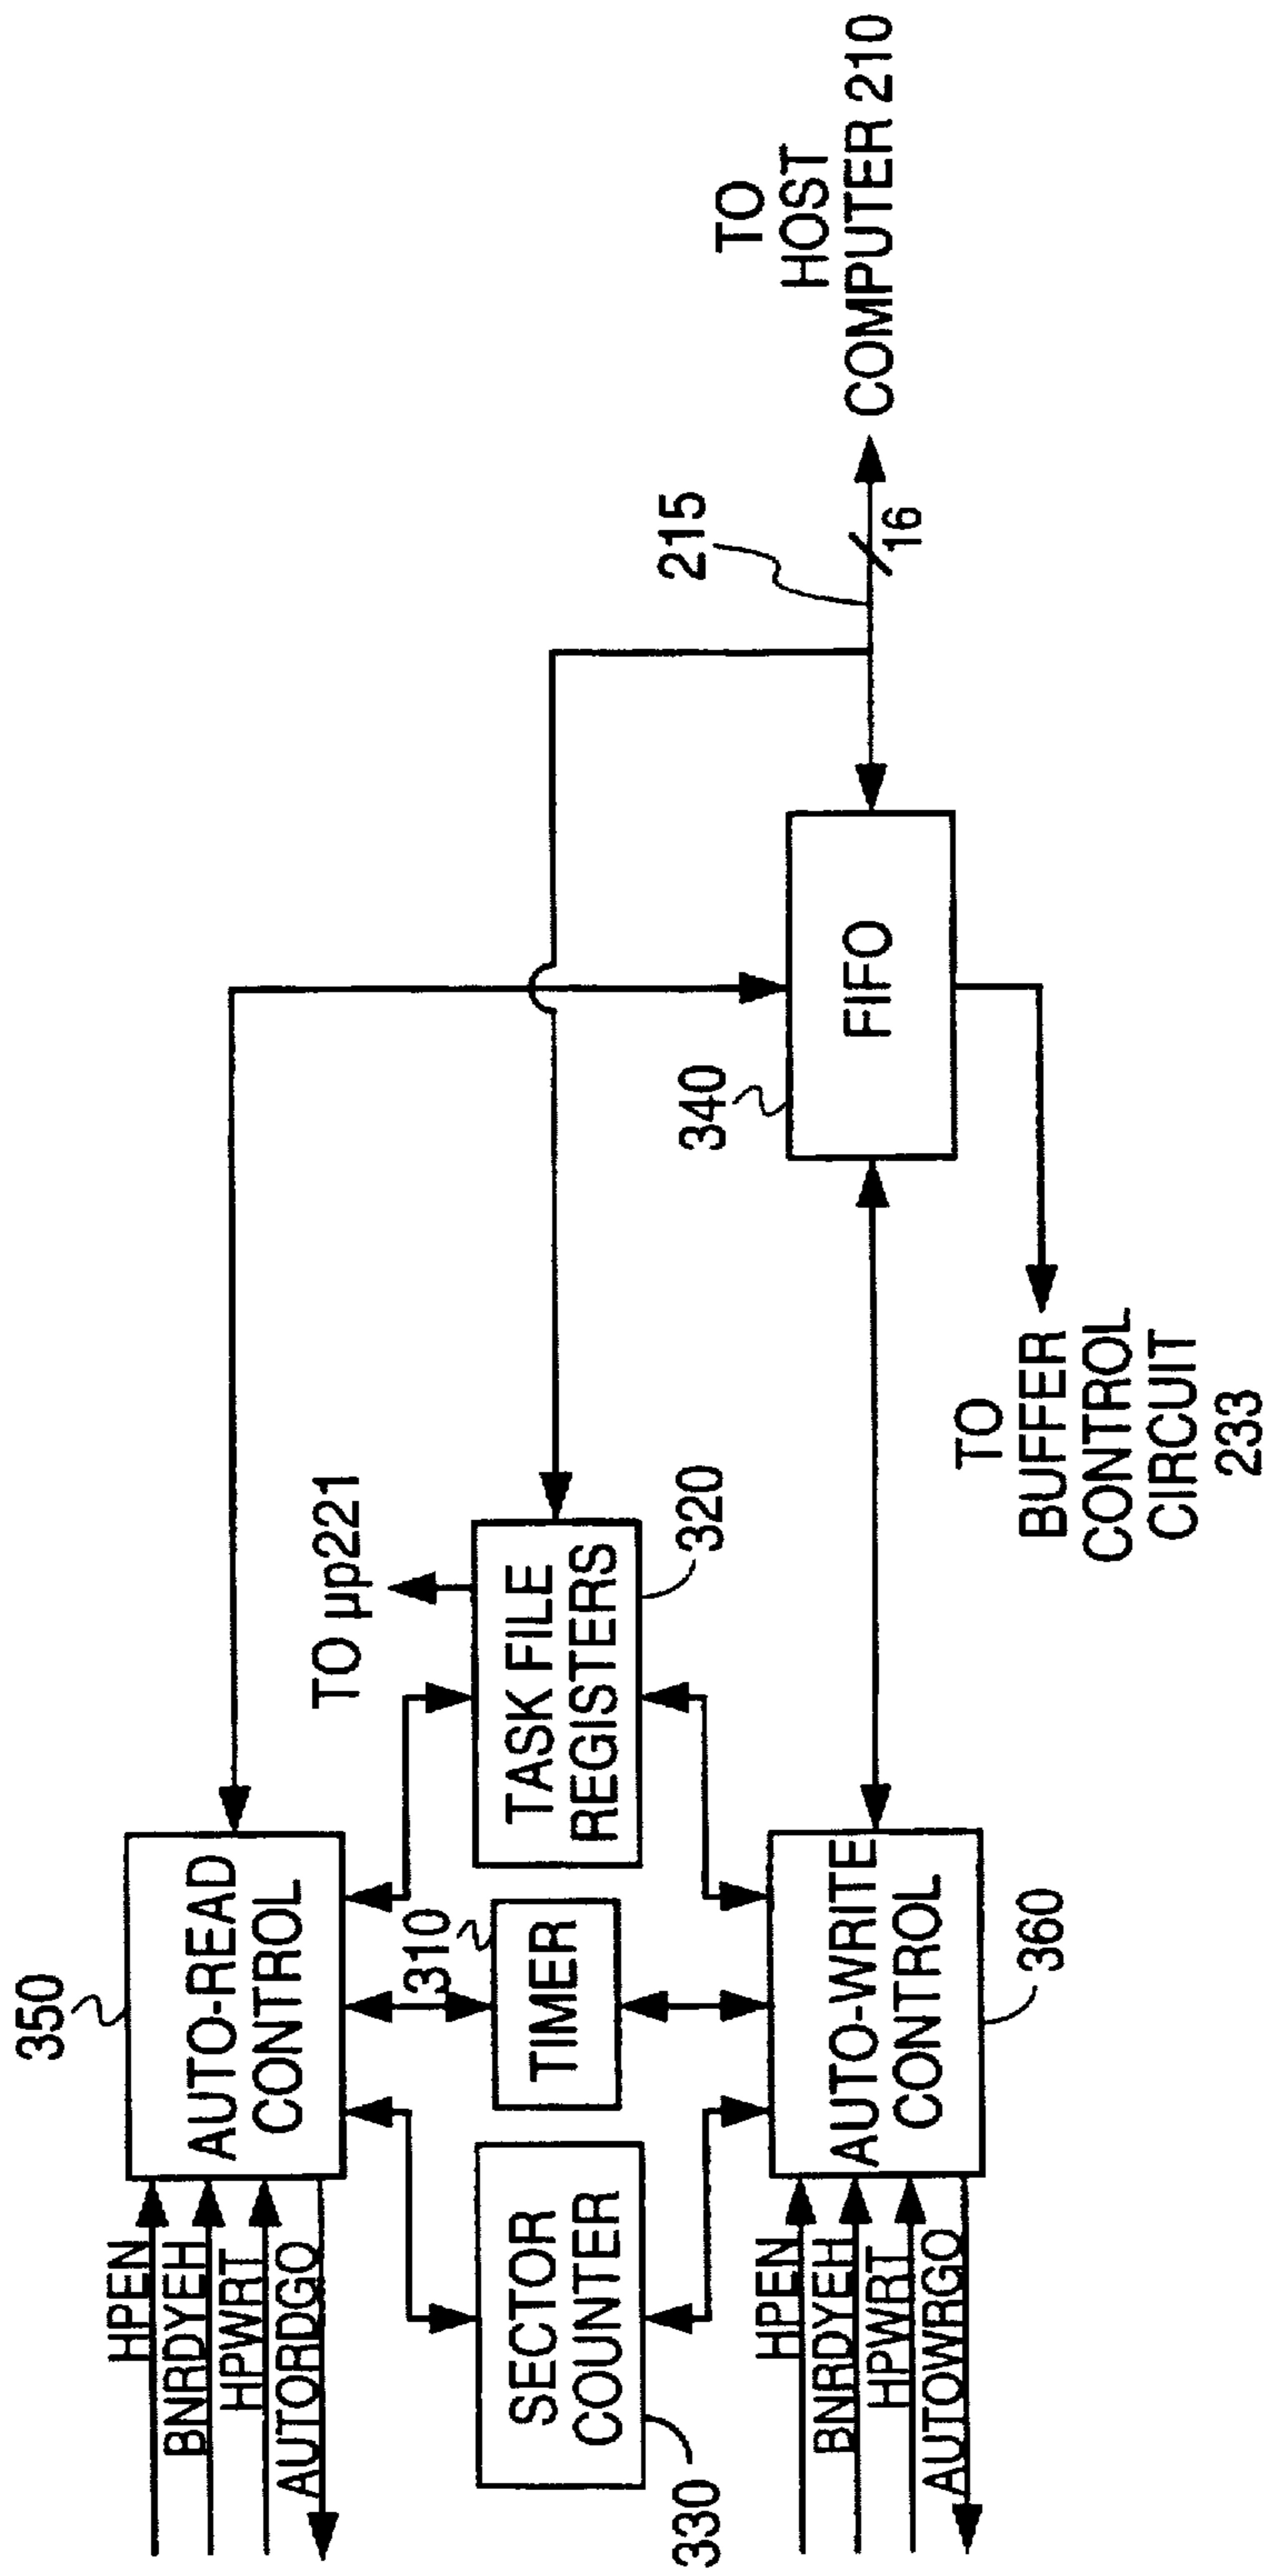 350
HPEN
BNRDYEH
HPWRT
AUTORDGO
AUTO-READ
CONTROL
TO µp221
310
TIMER
SECTOR
COUNTER
330
TASK FILE
REGISTERS
320
215
16
TO
HOST
COMPUTER 210
340
FIFO
HPEN
BNRDYEH
HPWRT
AUTOWRGO
AUTO-WRITE
CONTROL
360
TO
BUFFER
CONTROL
CIRCUIT
233